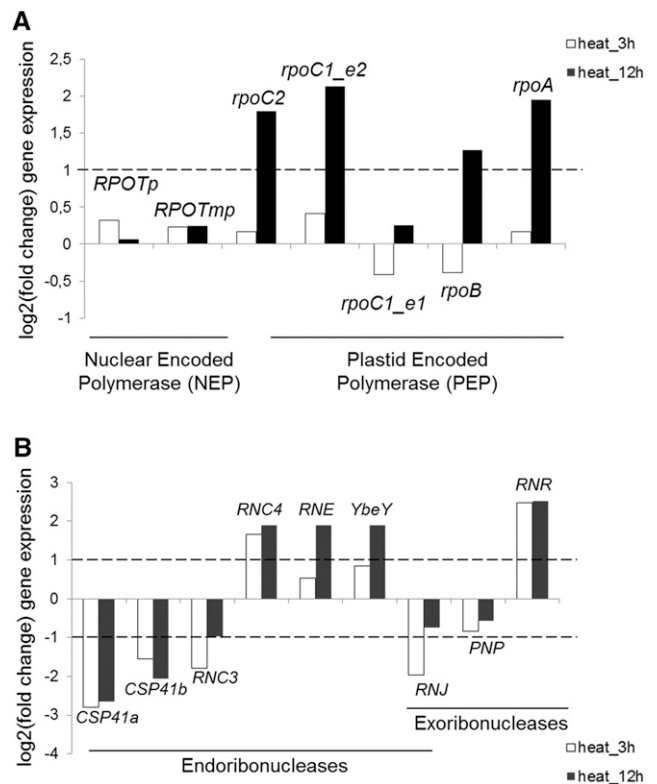 A
heat_3h
heat_12h
log2(fold change) gene expression
2,5
2
1,5
1
0,5
0
-0,5
-1
RPOTp
RPOTmp
rpoC2
rpoC1_e2
rpoC1_e1
rpoB
rpoA
Nuclear Encoded
Polymerase (NEP)
Plastid Encoded
Polymerase (PEP)
B
log2(fold change) gene expression
3
2
1
0
-1
-2
-3
-4
CSP41a
CSP41b
RNC3
RNC4
RNE
YbeY
RNJ
PNP
RNR
Endoribonucleases
Exoribonucleases
heat_3h
heat_12h